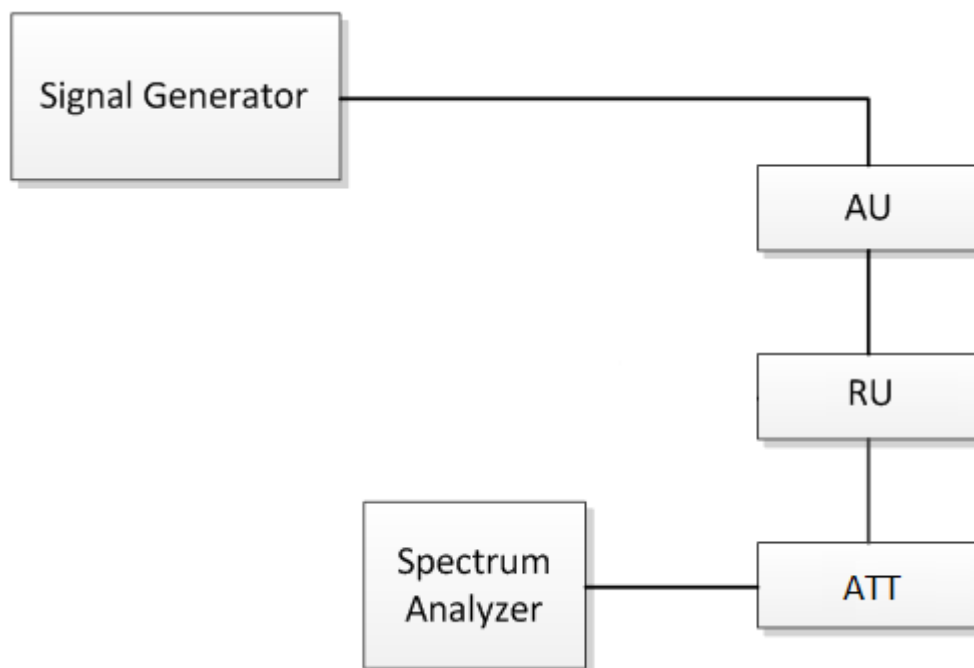 Signal Generator
AU
RU
ATT
Spectrum
Analyzer